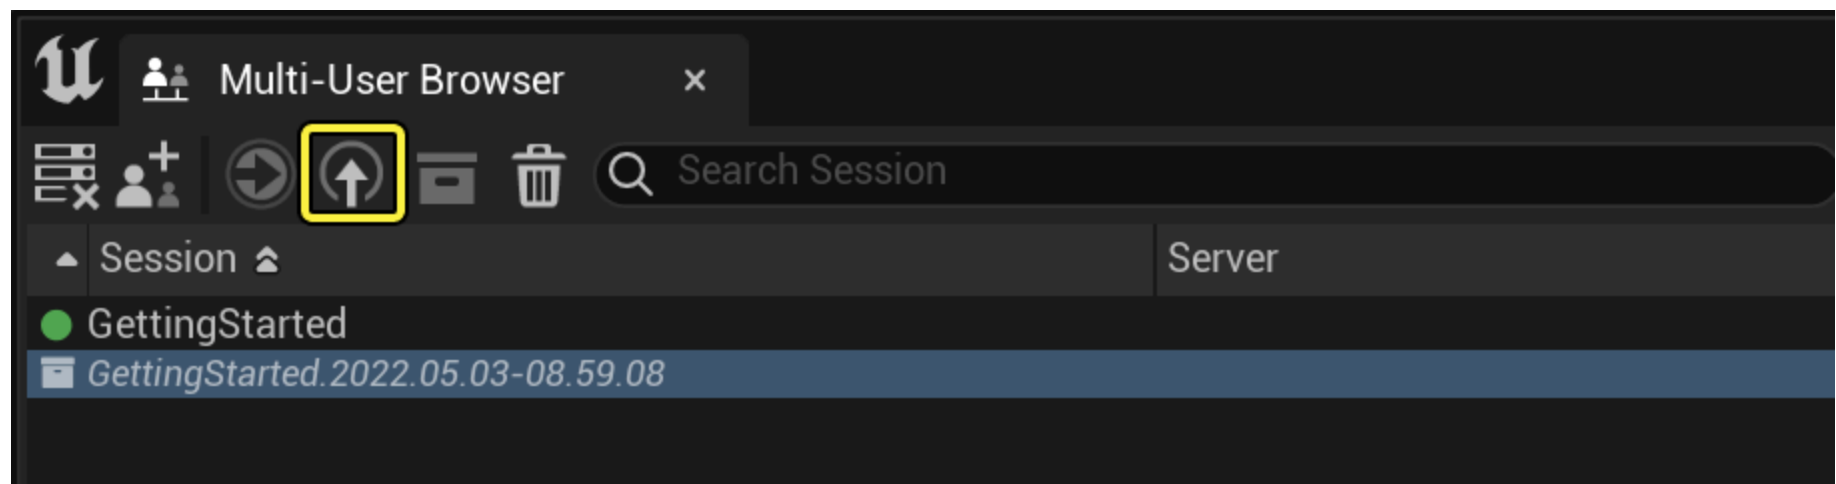 Multi-User Browser
Search Session
Session Server
GettingStarted
GettingStarted.2022.05.03-08.59.08